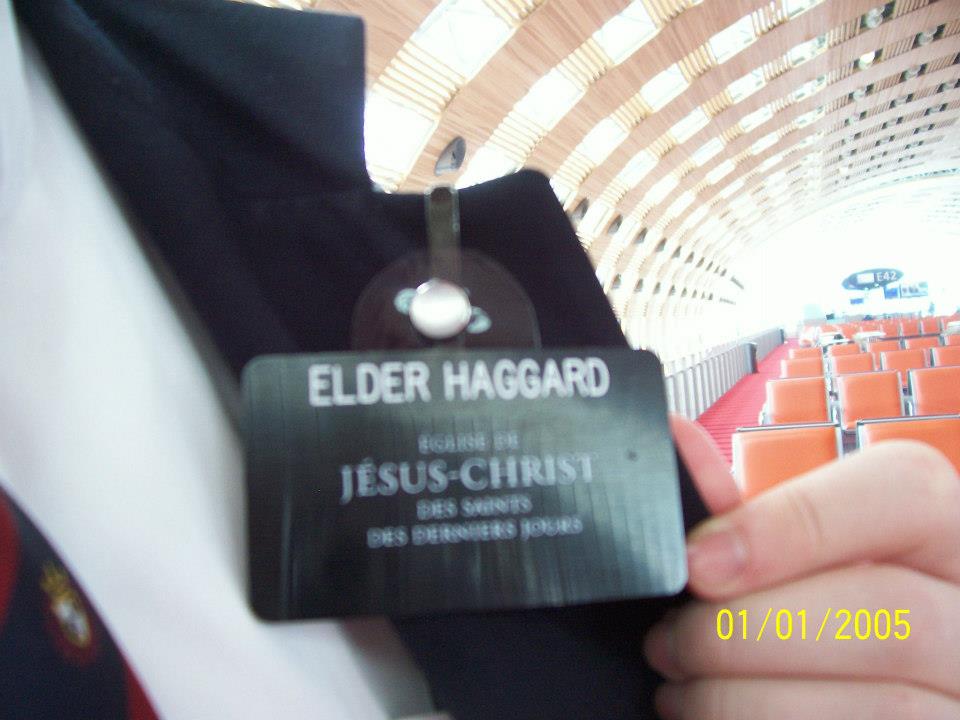 E42
ELDER HAGGARD
ÉGLISE DE
JÉSUS-CHRIST
DES SAINTS
DES DERNIERS JOURS
01/01/2005